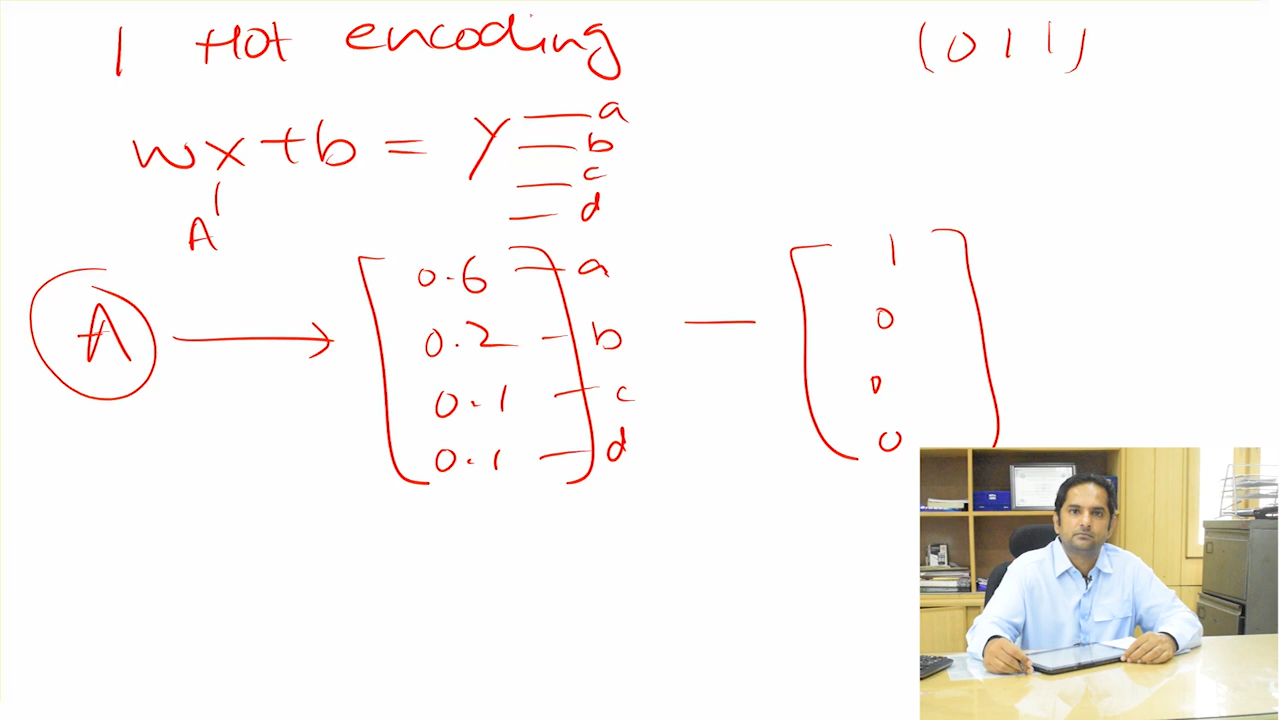 1 Hot encoding (0 1 1)
wx+b = y a
b
c
d
A
A → 0.6 a 1
0.2 b 0
0.1 c 0
0.1 d 0